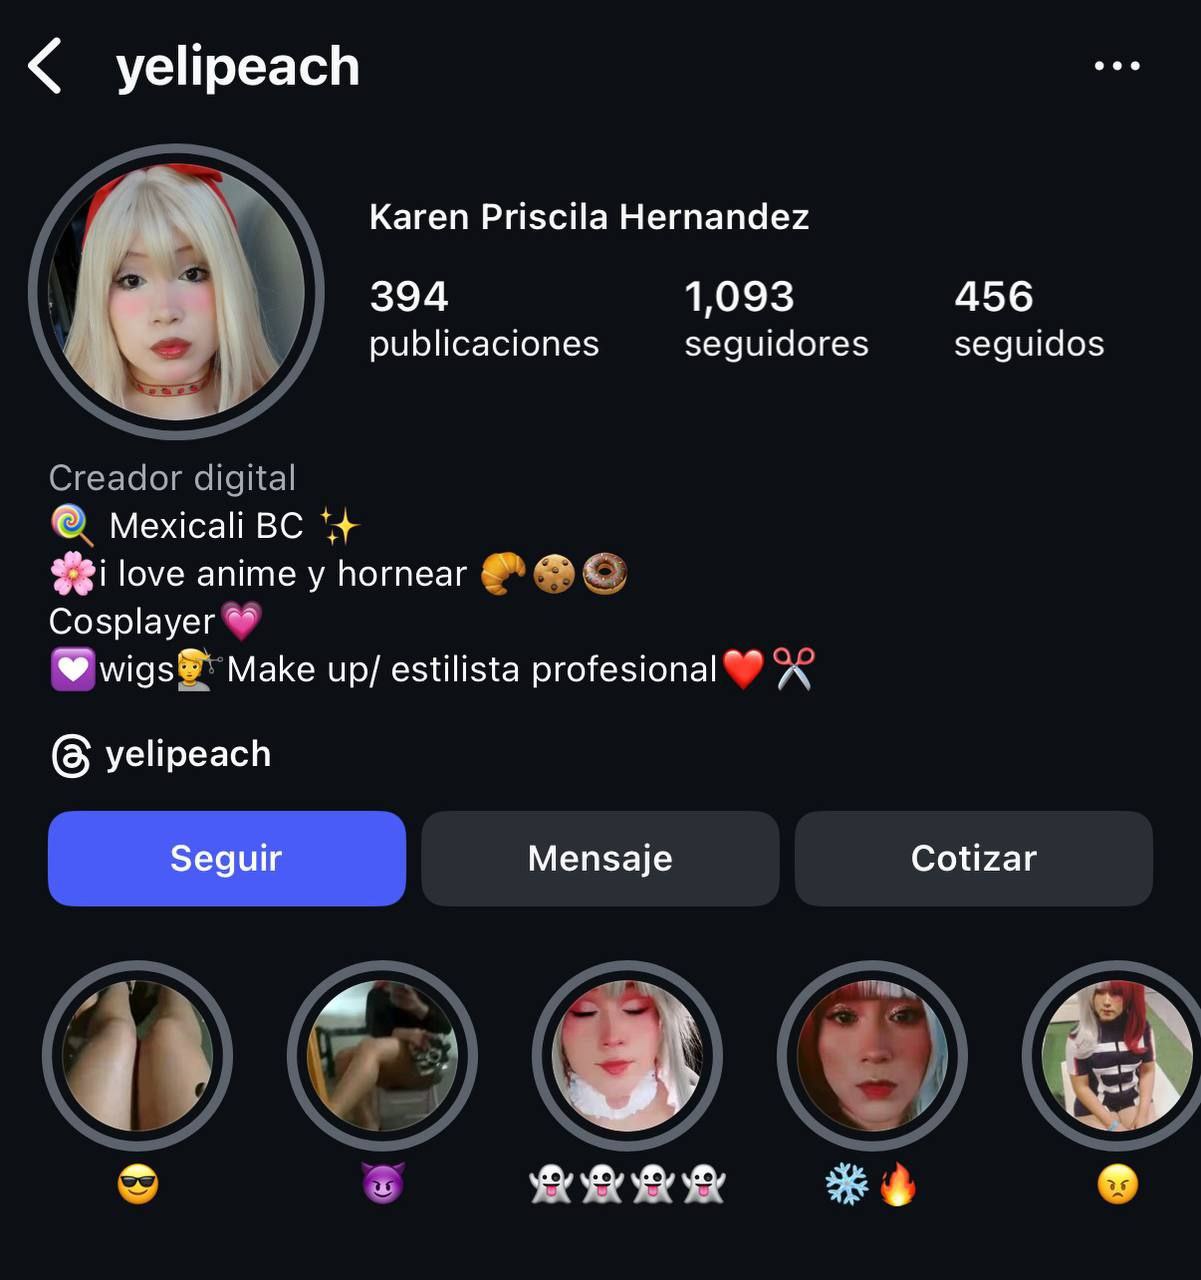 yelipeach
Karen Priscila Hernandez
394 1,093 456
publicaciones seguidores seguidos
Creador digital
🍭 Mexicali BC ✨
🌸i love anime y hornear 🥐🍪🍩
Cosplayer💗
💟wigs💇Make up/ estilista profesional❤️✂️
yelipeach
Seguir Mensaje Cotizar
😎 😈 👻👻👻👻 ❄️🔥 😠